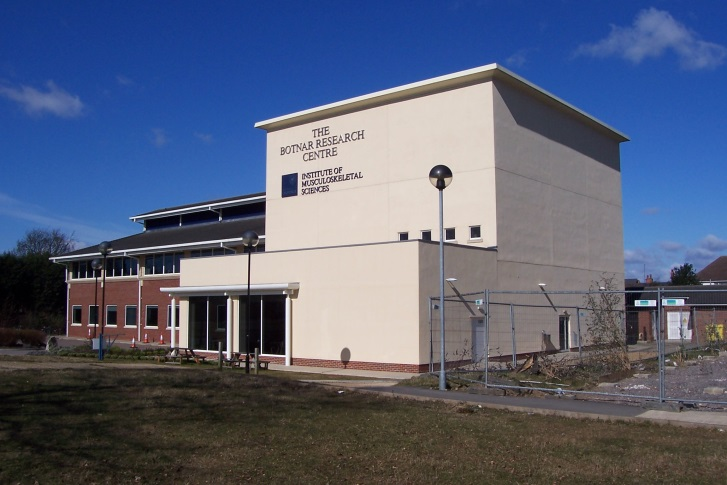 THE
BOTNAR RESEARCH
CENTRE
INSTITUTE OF
MUSCULOSKELETAL
SCIENCES